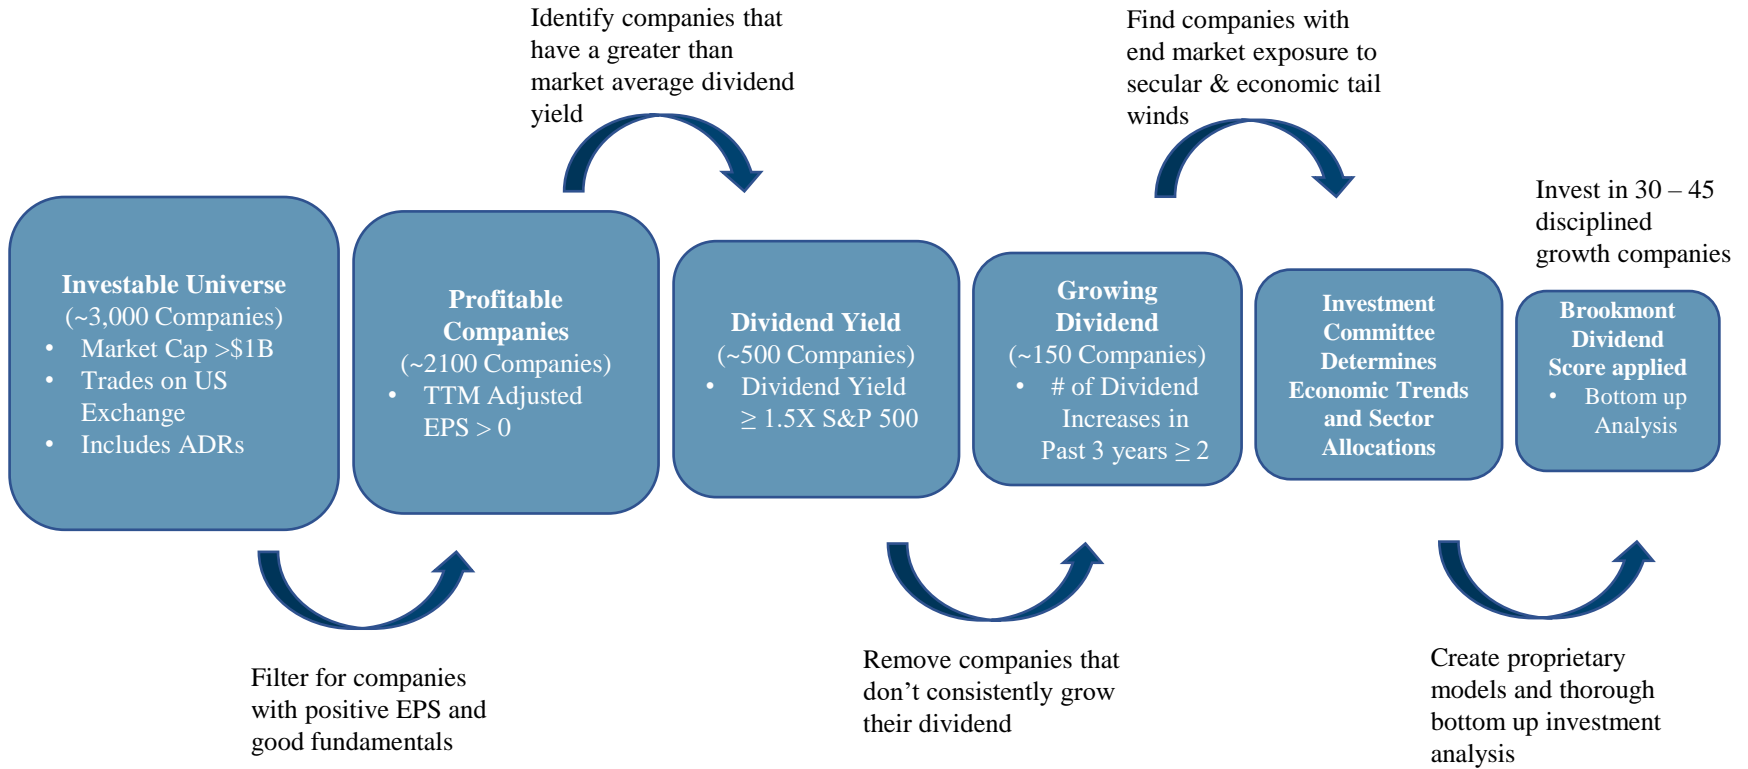 Identify companies that
have a greater than
market average dividend
yield
Find companies with
end market exposure to
secular & economic tail
winds
Invest in 30 – 45
disciplined
growth companies
Investable Universe
(~3,000 Companies)
• Market Cap >$1B
• Trades on US
Exchange
• Includes ADRs
Profitable
Companies
(~2100 Companies)
• TTM Adjusted
EPS > 0
Dividend Yield
(~500 Companies)
• Dividend Yield
≥ 1.5X S&P 500
Growing
Dividend
(~150 Companies)
• # of Dividend
Increases in
Past 3 years ≥ 2
Investment
Committee
Determines
Economic Trends
and Sector
Allocations
Brookmont
Dividend
Score applied
• Bottom up
Analysis
Filter for companies
with positive EPS and
good fundamentals
Remove companies that
don’t consistently grow
their dividend
Create proprietary
models and thorough
bottom up investment
analysis